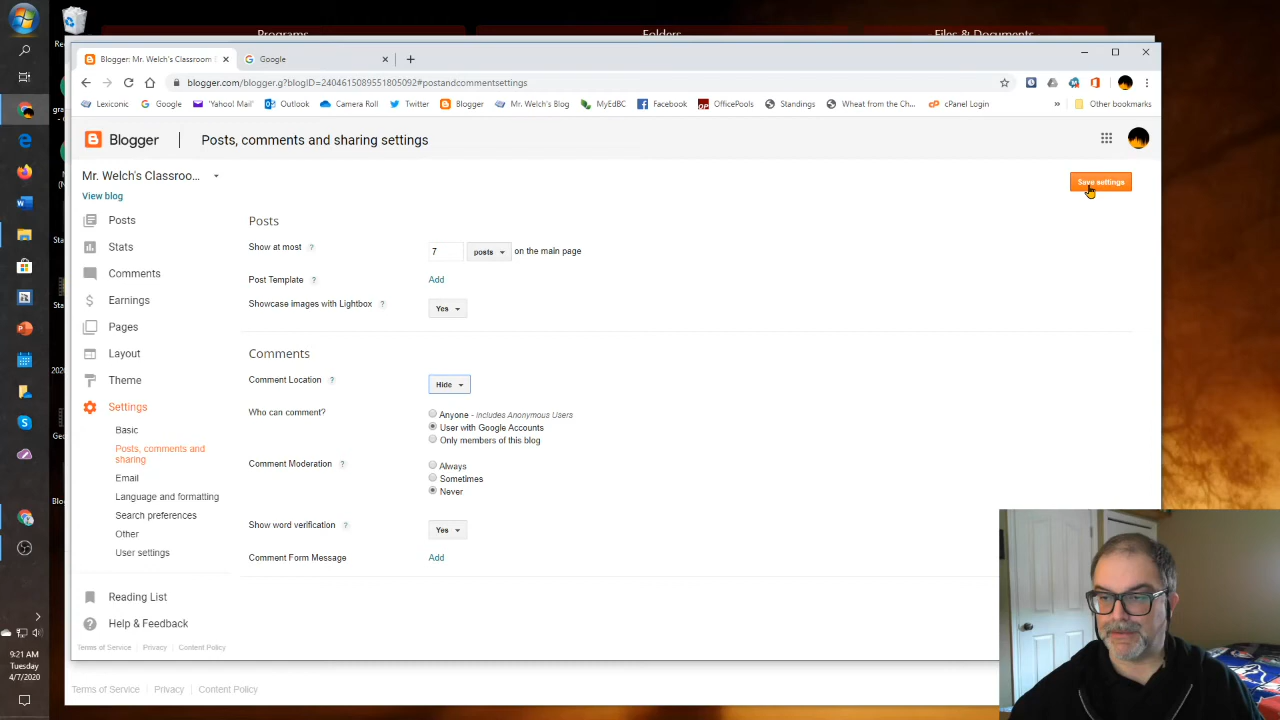 Programs
Folders
- Files & Documents -
Blogger: Mr. Welch's Classroom
Google
blogger.com/blogger.g?blogID=2404615089551805092#postandcommentsettings
Lexiconic
Google
'Yahoo! Mail'
Outlook
Camera Roll
Twitter
Blogger
Mr. Welch's Blog
MyEdBC
Facebook
OfficePools
Standings
Wheat from the Ch...
cPanel Login
»
Other bookmarks
Blogger
Posts, comments and sharing settings
Mr. Welch's Classroo...
View blog
Save settings
Posts
Stats
Comments
Earnings
Pages
Layout
Theme
Settings
Basic
Posts, comments and
sharing
Email
Language and formatting
Search preferences
Other
User settings
Reading List
Help & Feedback
Terms of Service
Privacy
Content Policy
Posts
Show at most ?
7
posts
on the main page
Post Template ?
Add
Showcase images with Lightbox ?
Yes
Comments
Comment Location ?
Hide
Who can comment?
Anyone - includes Anonymous Users
User with Google Accounts
Only members of this blog
Comment Moderation ?
Always
Sometimes
Never
Show word verification ?
Yes
Comment Form Message
Add
Terms of Service
Privacy
Content Policy
9:21 AM
Tuesday
4/7/2020